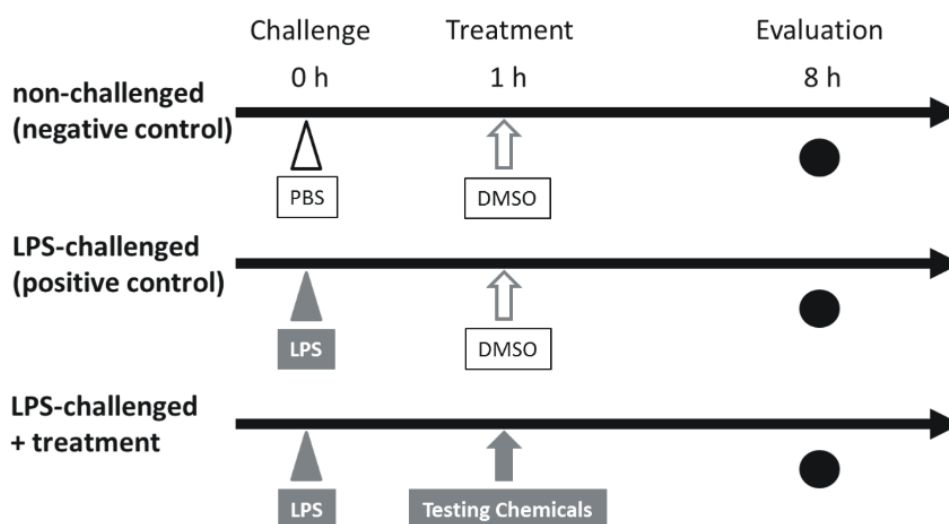 Challenge Treatment Evaluation
0 h 1 h 8 h
non-challenged
(negative control)
PBS DMSO
LPS-challenged
(positive control)
LPS DMSO
LPS-challenged
+ treatment
LPS Testing Chemicals